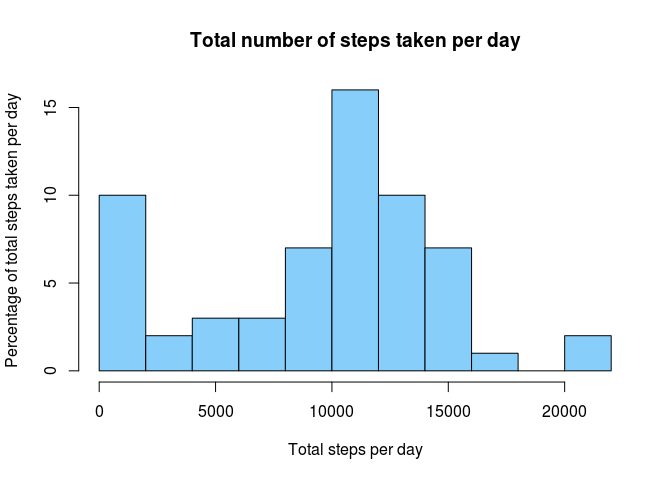 Total number of steps taken per day
Percentage of total steps taken per day
15
10
5
0
0 5000 10000 15000 20000
Total steps per day